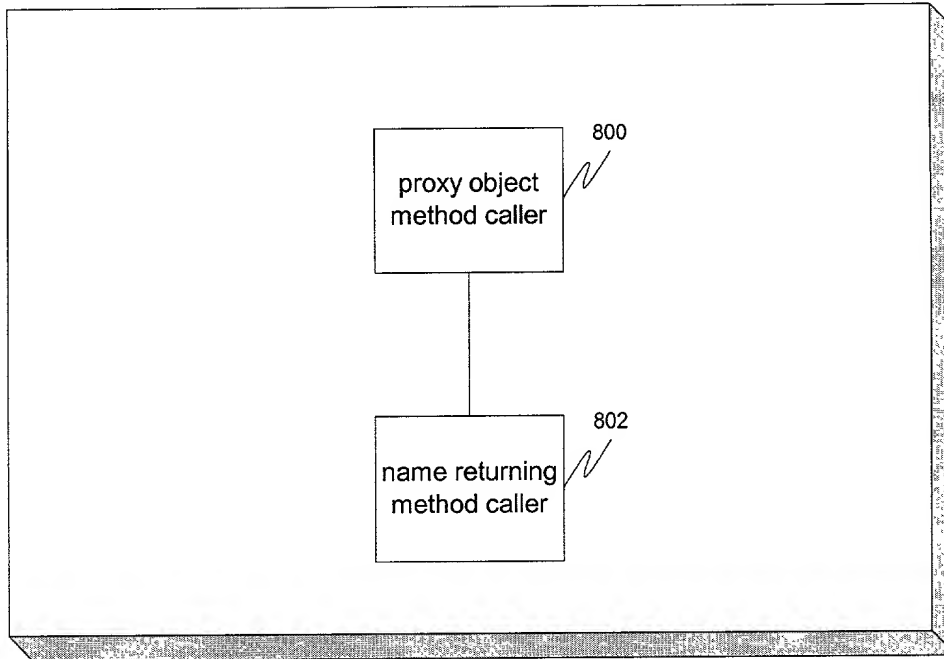 800
proxy object
method caller
802
name returning
method caller